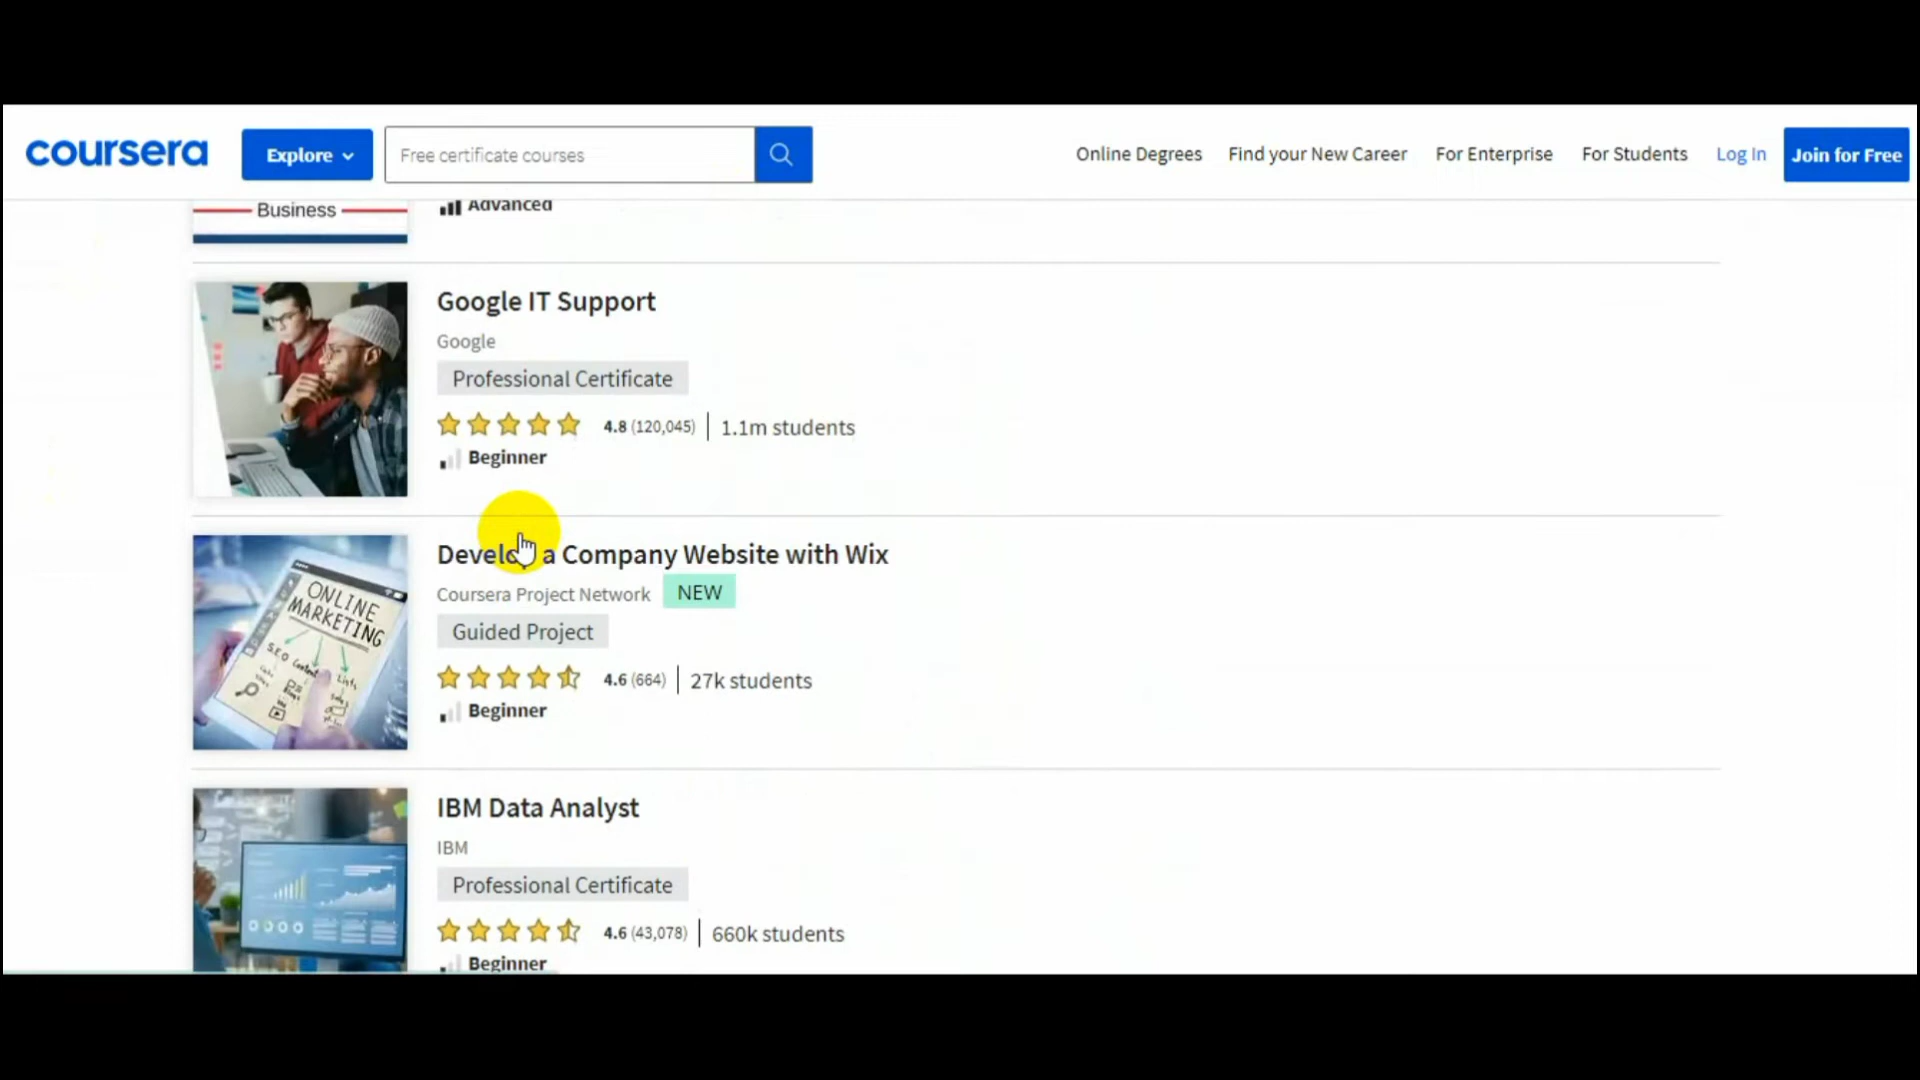 coursera
Explore
Free certificate courses
Online Degrees
Find your New Career
For Enterprise
For Students
Log In
Join for Free
Business
Advanced
Google IT Support
Google
Professional Certificate
4.8 (120,045) | 1.1m students
Beginner
Develop a Company Website with Wix
Coursera Project Network NEW
Guided Project
4.6 (664) | 27k students
Beginner
ONLINE
MARKETING
S.E.O
IBM Data Analyst
IBM
Professional Certificate
4.6 (43,078) | 660k students
Beginner